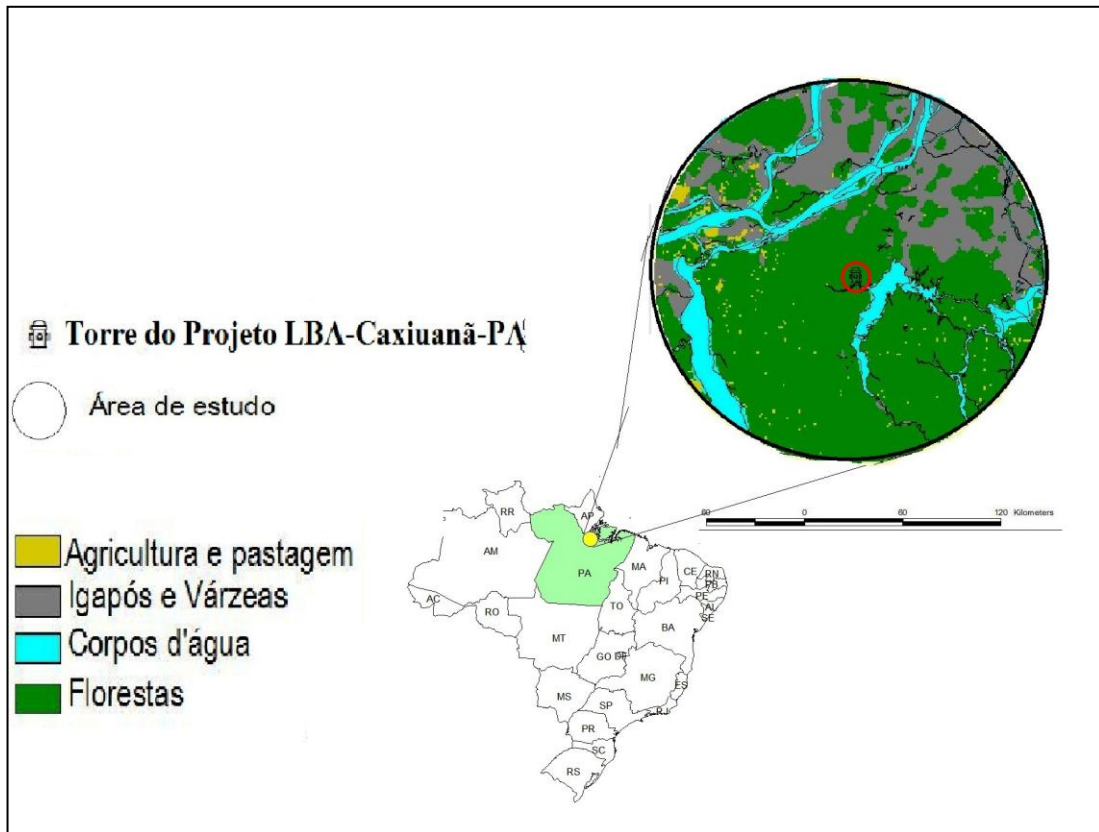 Torre do Projeto LBA-Caxiuanã-PA
Área de estudo
Agricultura e pastagem
Igapós e Várzeas
Corpos d'água
Florestas
RR
AP
AM
PA
MA
CE
RN
PB
PI
PE
AL
SE
AC
RO
TO
BA
MT
GO
DF
MG
ES
MS
SP
RJ
PR
SC
RS
60 0 60 120 Kilometers